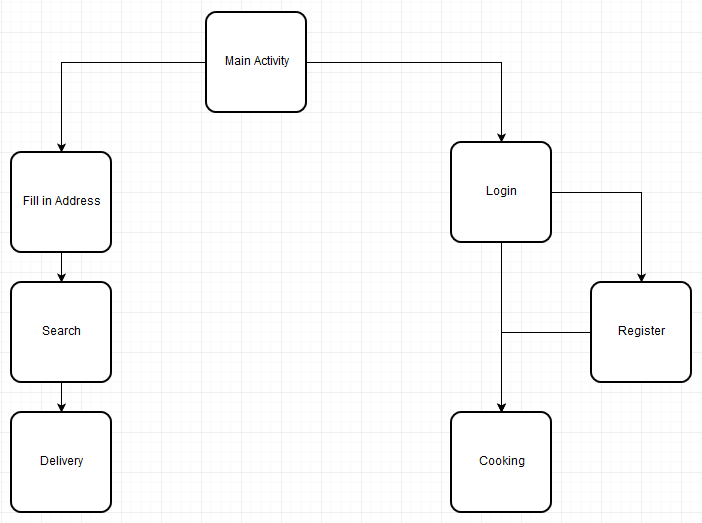 Main Activity
Fill in Address
Login
Search
Register
Delivery
Cooking